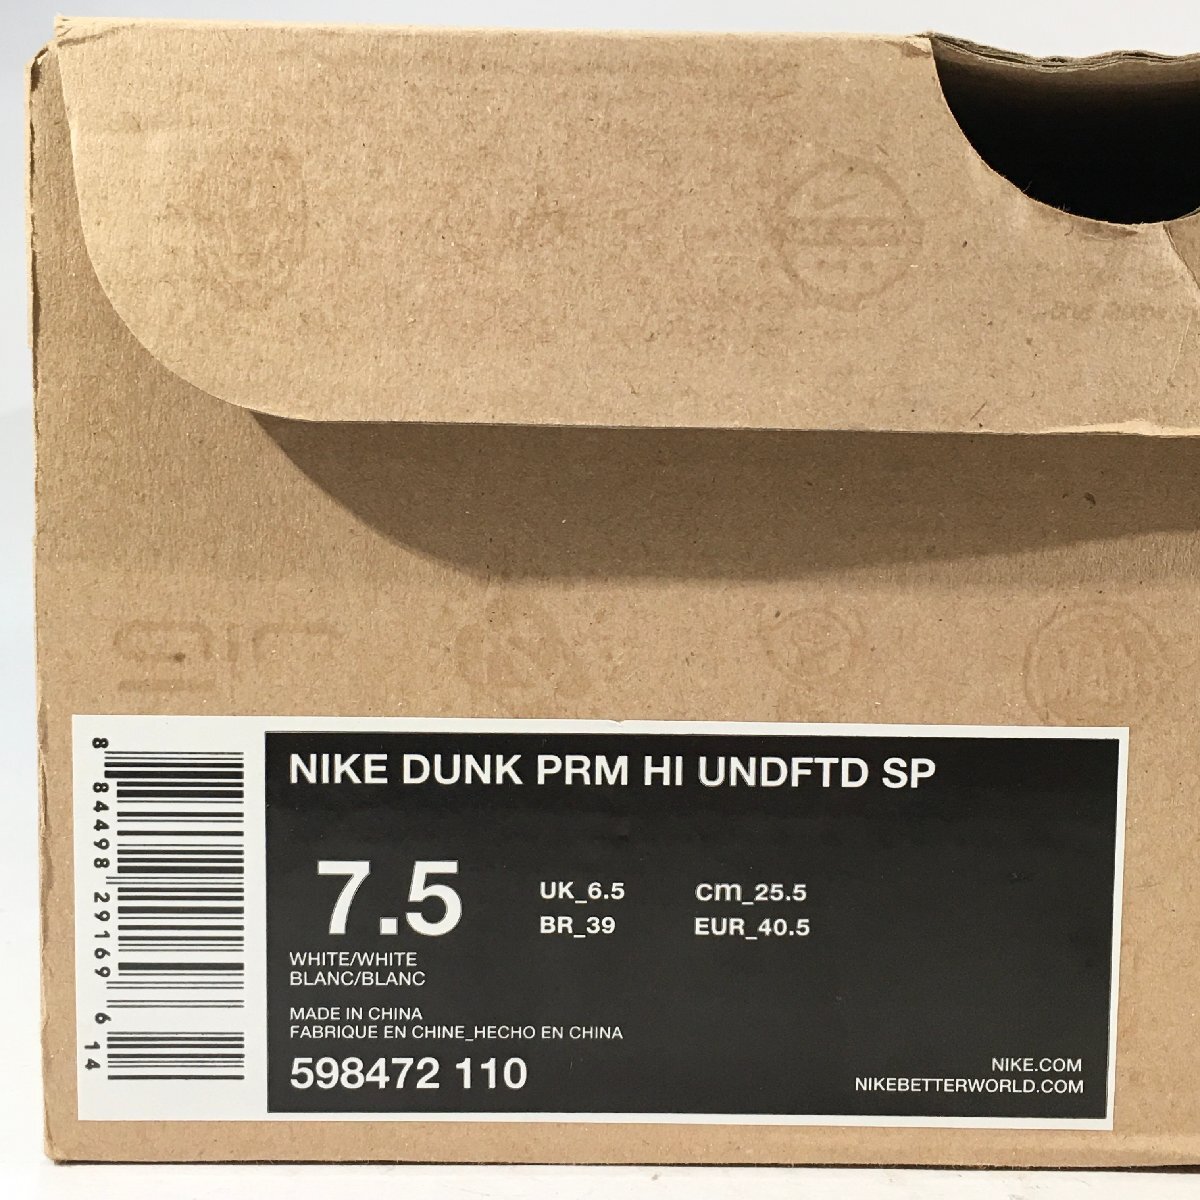 NIKE DUNK PRM HI UNDFTD SP
7.5
UK_6.5 cm_25.5
BR_39 EUR_40.5
WHITE/WHITE
BLANC/BLANC
MADE IN CHINA
FABRIQUE EN CHINE_HECHO EN CHINA
598472 110
NIKE.COM
NIKEBETTERWORLD.COM
8 84498 29169 6 14